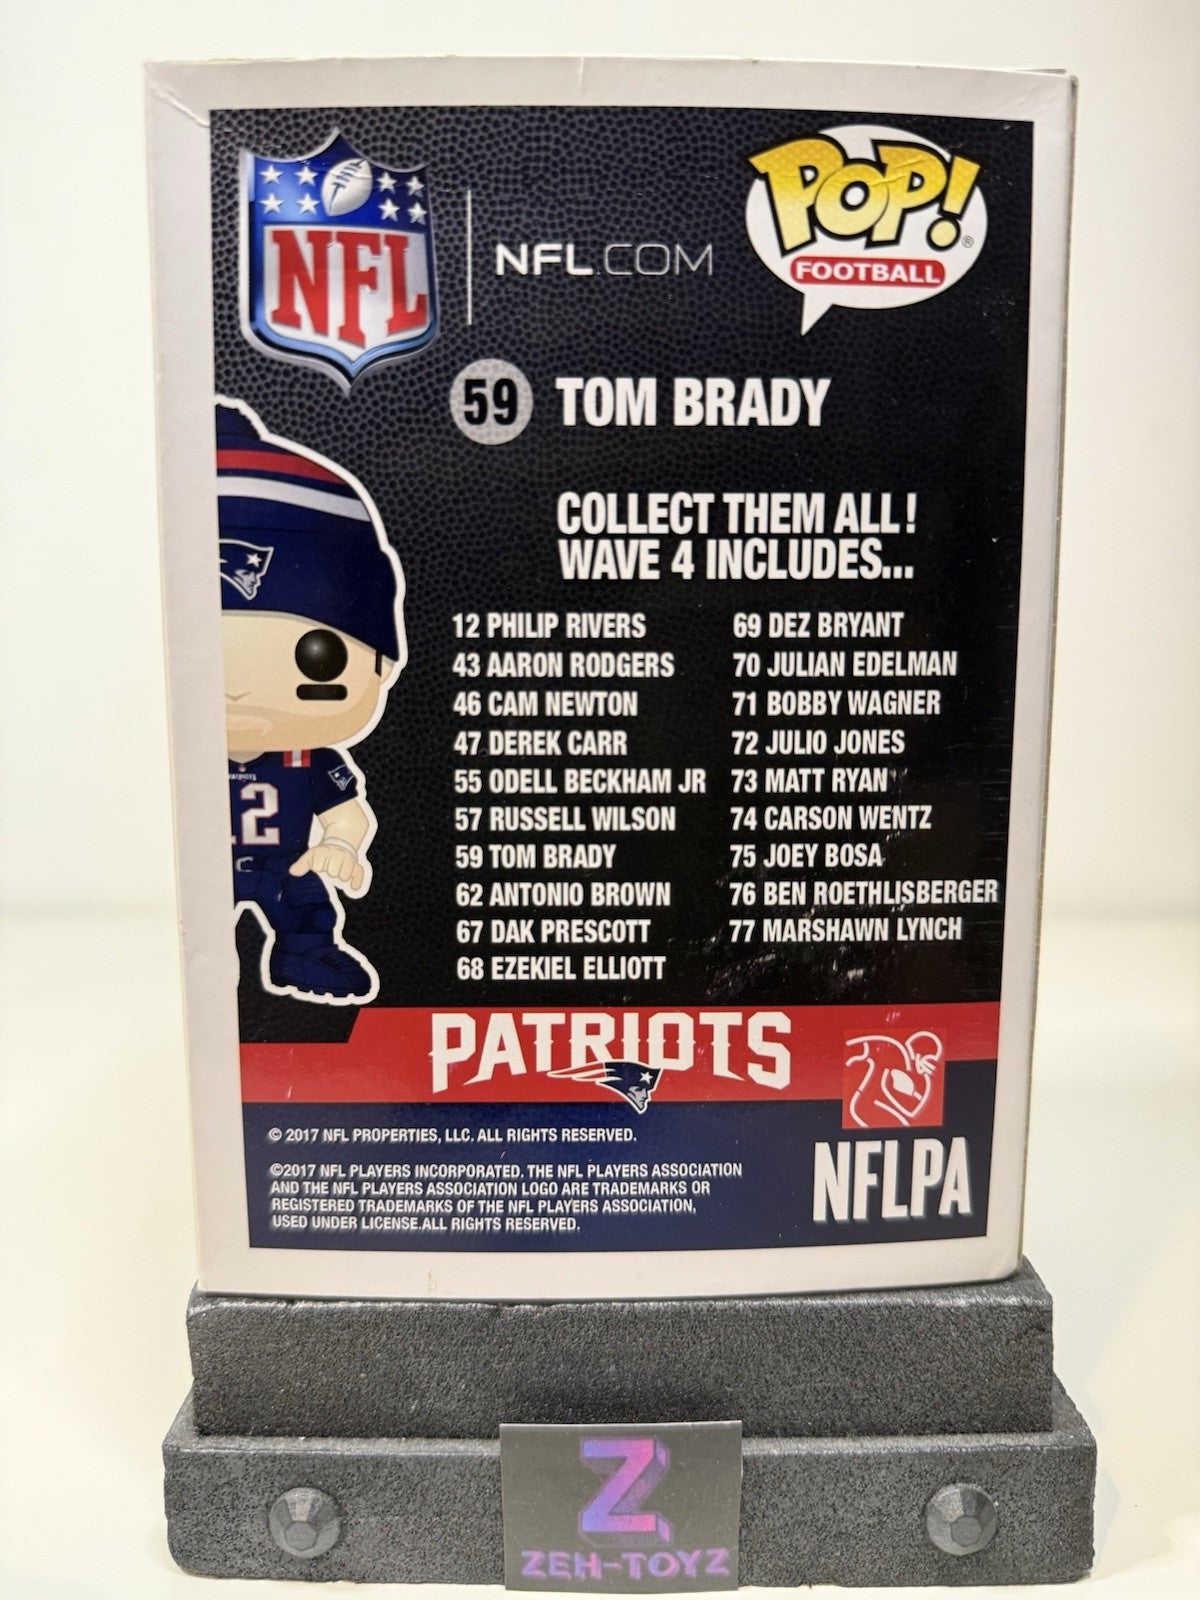 NFL
NFL.COM
POP!
®
FOOTBALL
59 TOM BRADY
COLLECT THEM ALL!
WAVE 4 INCLUDES...
12 PHILIP RIVERS
43 AARON RODGERS
46 CAM NEWTON
47 DEREK CARR
55 ODELL BECKHAM JR
57 RUSSELL WILSON
59 TOM BRADY
62 ANTONIO BROWN
67 DAK PRESCOTT
68 EZEKIEL ELLIOTT
69 DEZ BRYANT
70 JULIAN EDELMAN
71 BOBBY WAGNER
72 JULIO JONES
73 MATT RYAN
74 CARSON WENTZ
75 JOEY BOSA
76 BEN ROETHLISBERGER
77 MARSHAWN LYNCH
12
C
PATRIOTS
NFLPA
© 2017 NFL PROPERTIES, LLC. ALL RIGHTS RESERVED.
©2017 NFL PLAYERS INCORPORATED. THE NFL PLAYERS ASSOCIATION
AND THE NFL PLAYERS ASSOCIATION LOGO ARE TRADEMARKS OR
REGISTERED TRADEMARKS OF THE NFL PLAYERS ASSOCIATION,
USED UNDER LICENSE.ALL RIGHTS RESERVED.
Z
ZEH-TOYZ